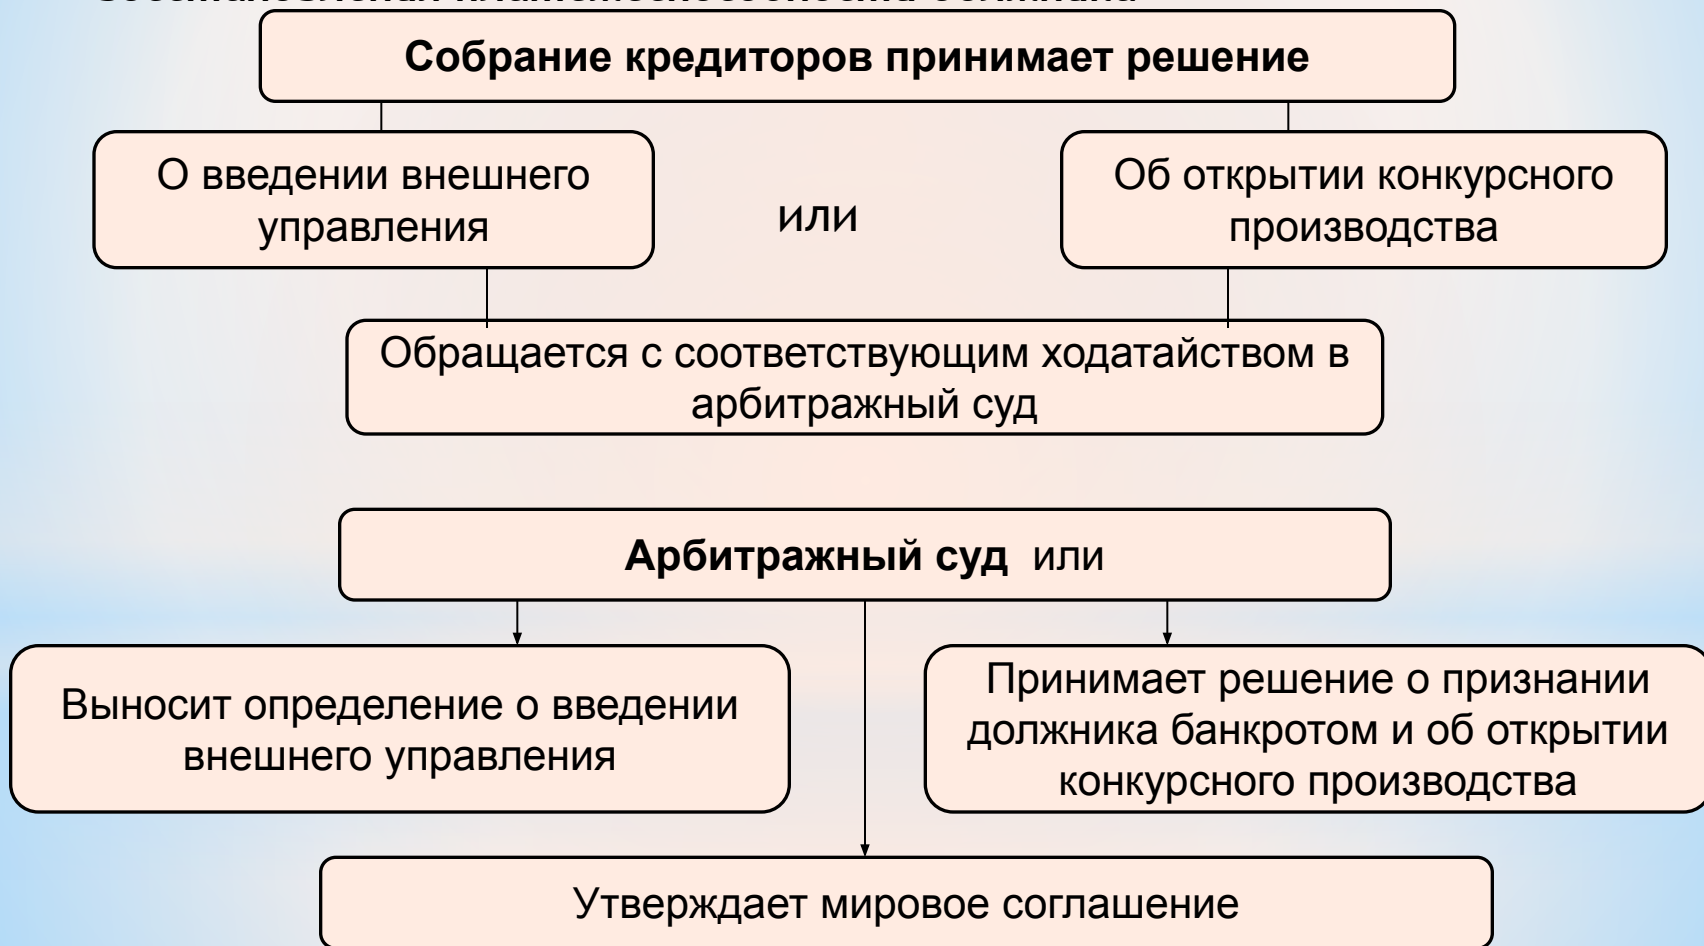 Собрание кредиторов принимает решение
О введении внешнего
управления
или
Об открытии конкурсного
производства
Обращается с соответствующим ходатайством в
арбитражный суд
Арбитражный суд или
Выносит определение о введении
внешнего управления
Принимает решение о признании
должника банкротом и об открытии
конкурсного производства
Утверждает мировое соглашение